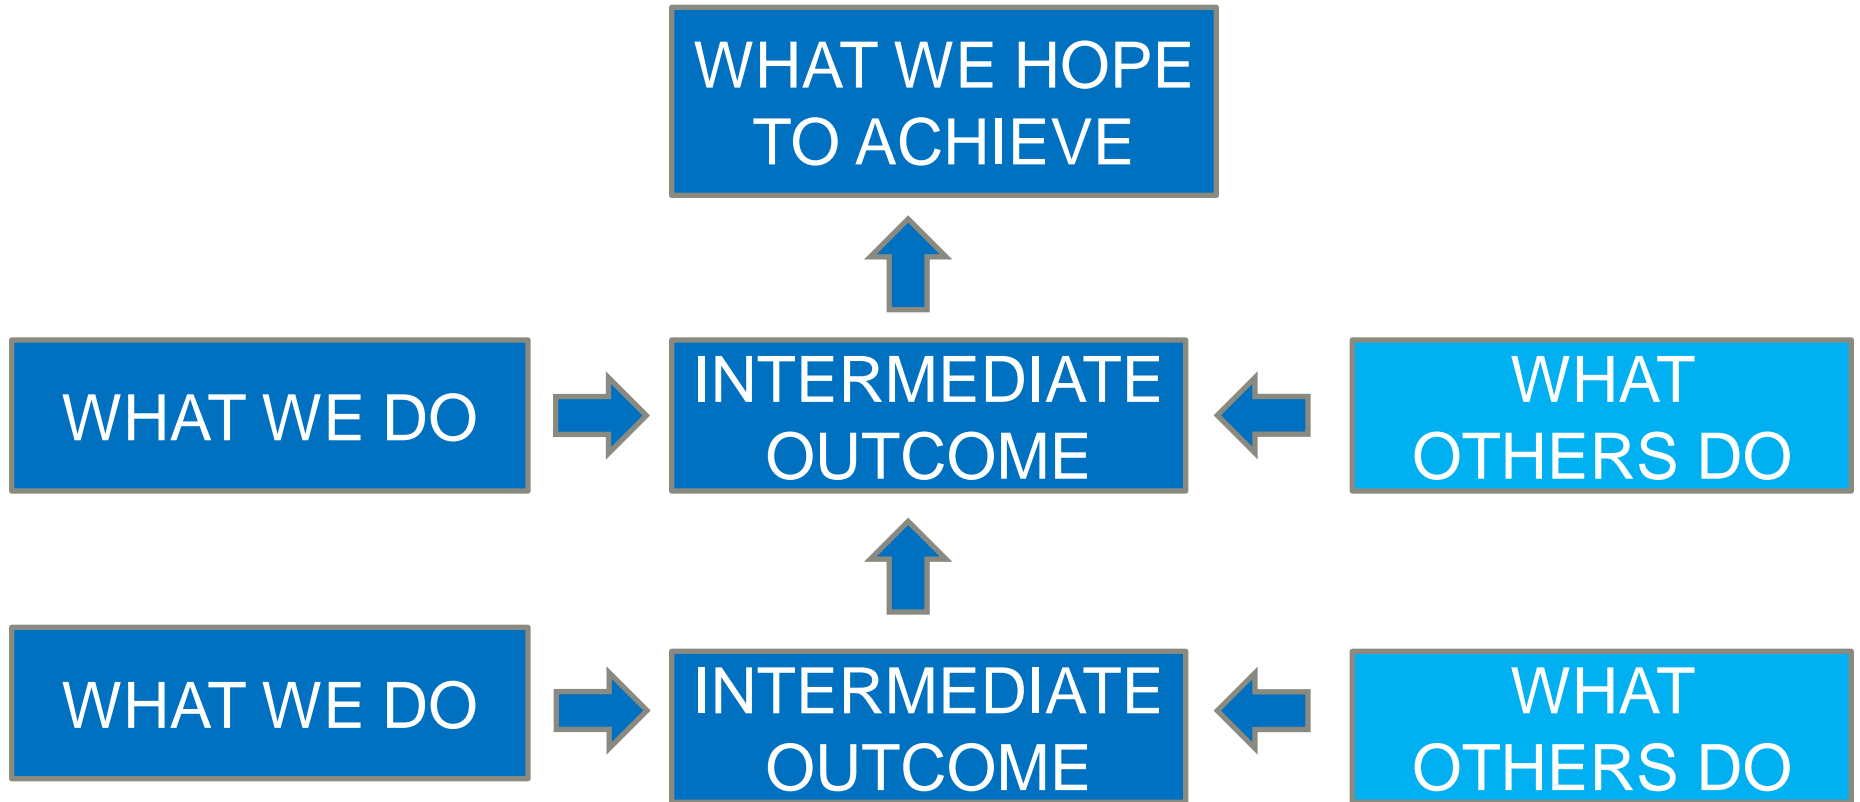 WHAT WE HOPE
TO ACHIEVE
WHAT WE DO
INTERMEDIATE
OUTCOME
WHAT
OTHERS DO
WHAT WE DO
INTERMEDIATE
OUTCOME
WHAT
OTHERS DO